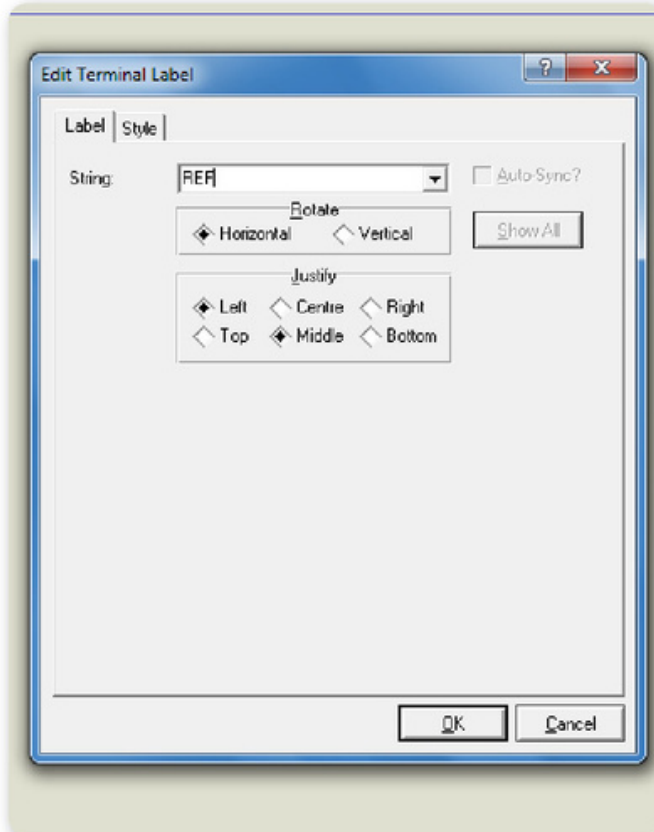 Edit Terminal Label
Label Style
String: REF Auto-Sync?
Rotate
Horizontal Vertical Show All
Justify
Left Centre Right
Top Middle Bottom
OK Cancel